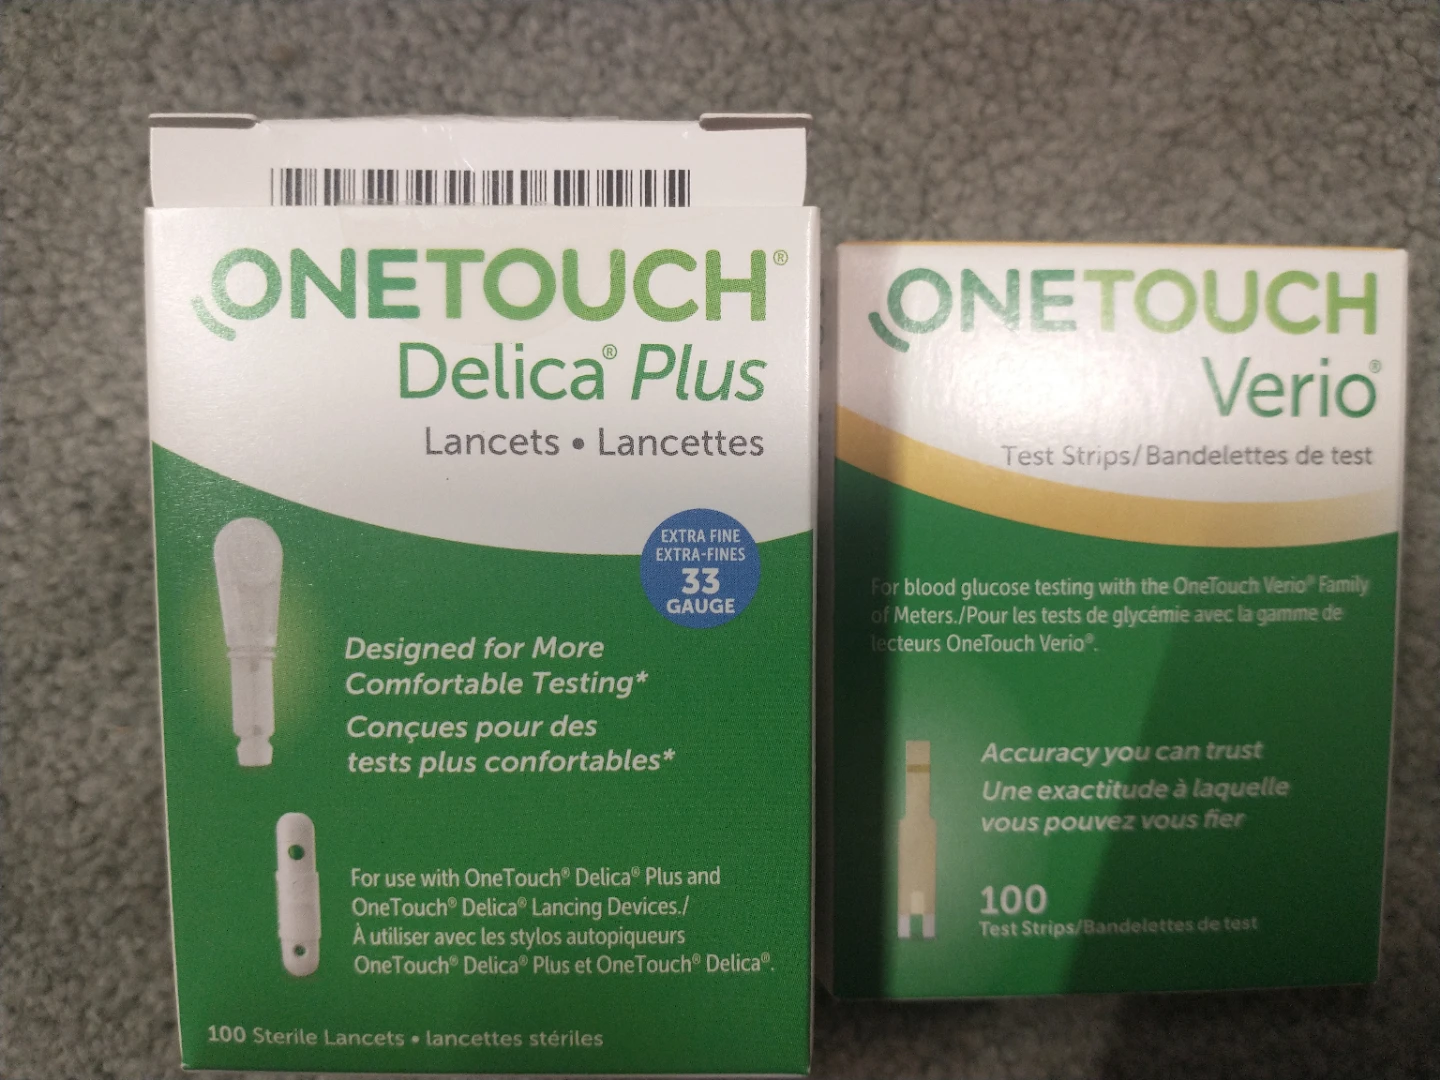 ONETOUCH®
Delica® Plus
Lancets • Lancettes
EXTRA FINE
EXTRA-FINES
33
GAUGE
Designed for More
Comfortable Testing*
Conçues pour des
tests plus confortables*
For use with OneTouch® Delica® Plus and
OneTouch® Delica® Lancing Devices./
À utiliser avec les stylos autopiqueurs
OneTouch® Delica® Plus et OneTouch® Delica®.
100 Sterile Lancets • lancettes stériles
ONETOUCH
Verio®
Test Strips/Bandelettes de test
For blood glucose testing with the OneTouch Verio® Family
of Meters./Pour les tests de glycémie avec la gamme de
lecteurs OneTouch Verio®.
Accuracy you can trust
Une exactitude à laquelle
vous pouvez vous fier
100
Test Strips/Bandelettes de test